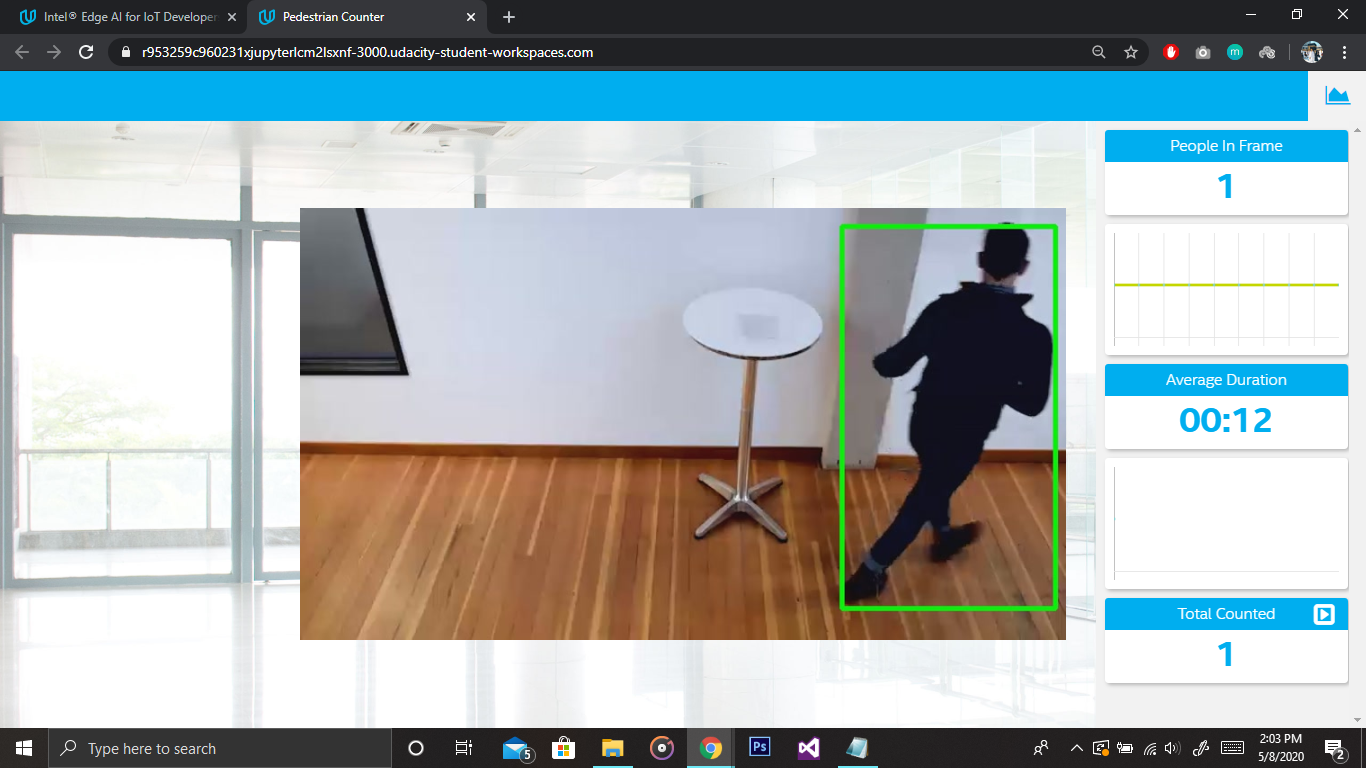 Intel® Edge AI for IoT Developer
Pedestrian Counter
r953259c960231xjupyterlcm2lsxnf-3000.udacity-student-workspaces.com
m
People In Frame
1
Average Duration
00:12
Total Counted
1
Type here to search
5
Ps
2:03 PM
5/8/2020
2